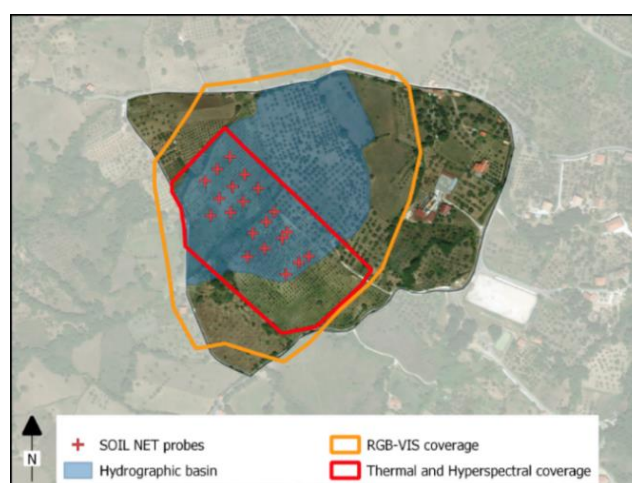 N
SOIL NET probes
Hydrographic basin
RGB-VIS coverage
Thermal and Hyperspectral coverage